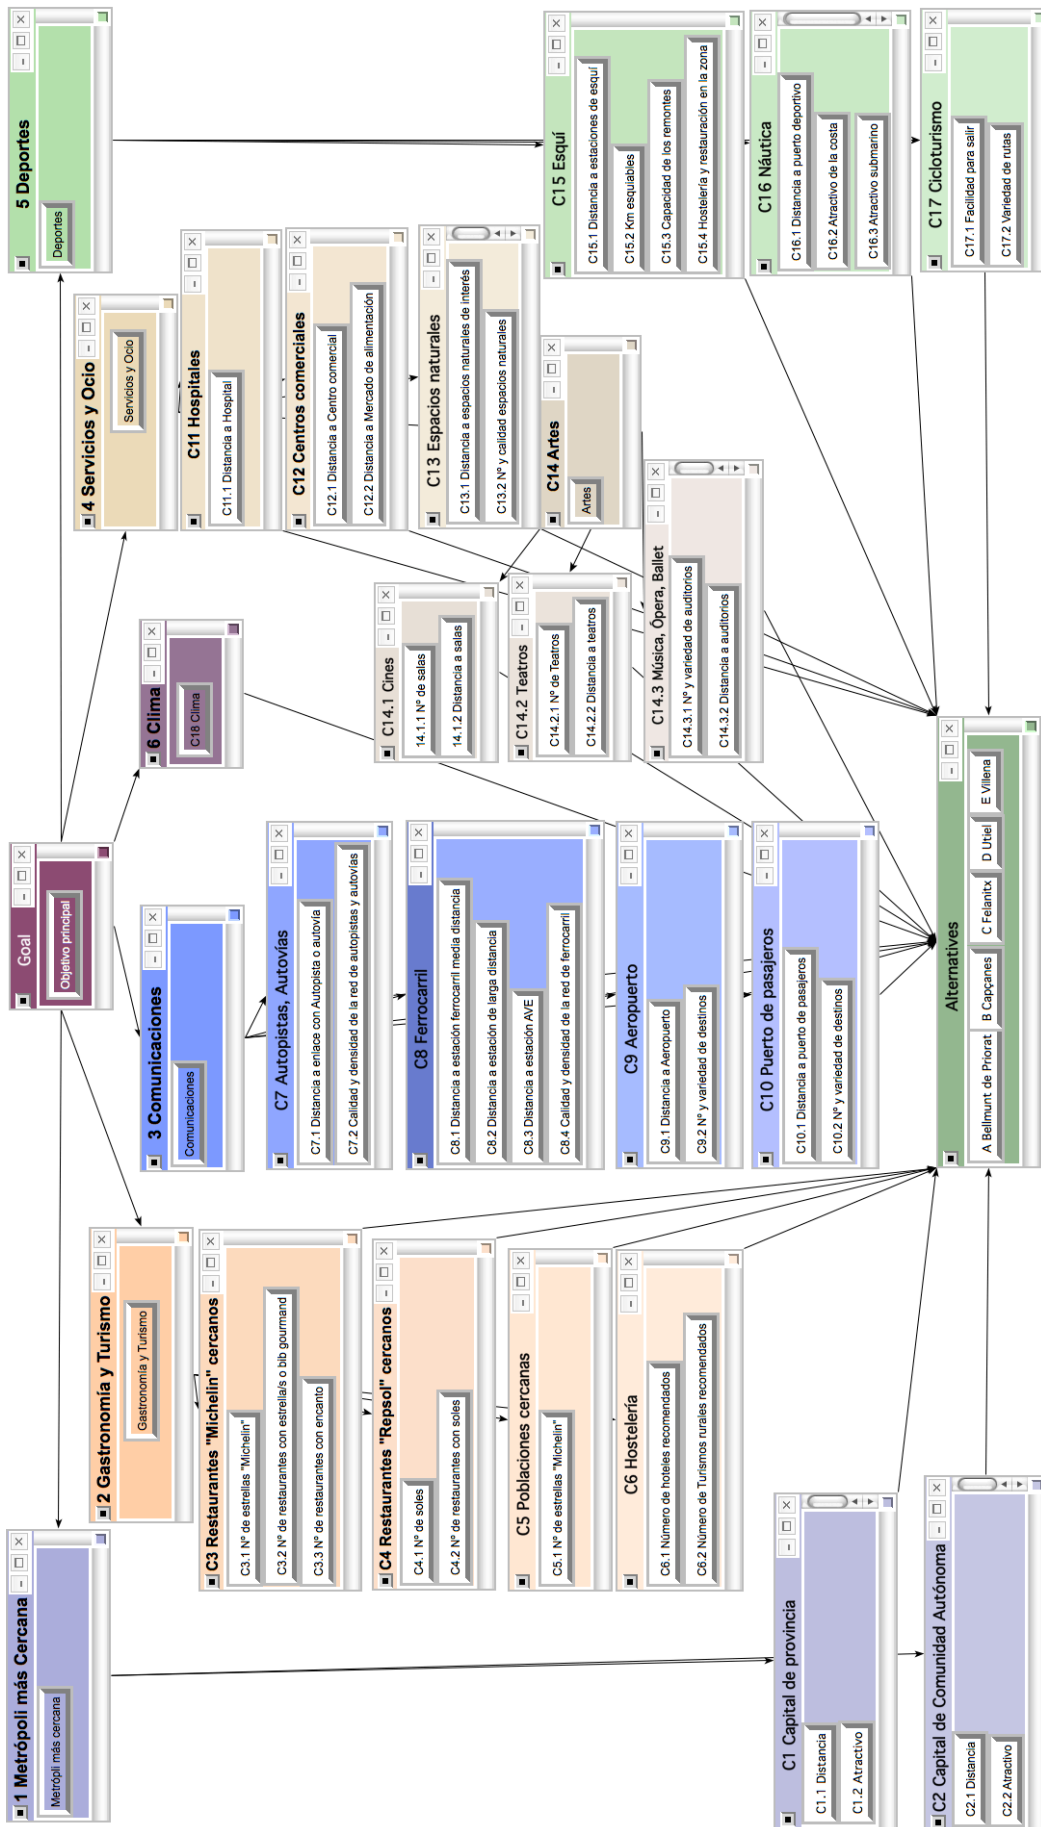 Goal
Objetivo principal
1 Metrópoli más Cercana
Metrópli más cercana
2 Gastronomía y Turismo
Gastronomía y Turismo
3 Comunicaciones
Comunicaciones
6 Clima
C18 Clima
4 Servicios y Ocio
Servicios y Ocio
5 Deportes
Deportes
C3 Restaurantes "Michelin" cercanos
C3.1 Nº de estrellas "Michelin"
C3.2 Nº de restaurantes con estrella/s o bib gourmand
C3.3 Nº de restaurantes con encanto
C4 Restaurantes "Repsol" cercanos
C4.1 Nº de soles
C4.2 Nº de restaurantes con soles
C5 Poblaciones cercanas
C5.1 Nº de estrellas "Michelin"
C6 Hostelería
C6.1 Número de hoteles recomendados
C6.2 Número de Turismos rurales recomendados
C1 Capital de provincia
C1.1 Distancia
C1.2 Atractivo
C2 Capital de Comunidad Autónoma
C2.1 Distancia
C2.2 Atractivo
C7 Autopistas, Autovías
C7.1 Distancia a enlace con Autopista o autovía
C7.2 Calidad y densidad de la red de autopistas y autovías
C8 Ferrocarril
C8.1 Distancia a estación ferrocarril media distancia
C8.2 Distancia a estación de larga distancia
C8.3 Distancia a estación AVE
C8.4 Calidad y densidad de la red de ferrocarril
C9 Aeropuerto
C9.1 Distancia a Aeropuerto
C9.2 Nº y variedad de destinos
C10 Puerto de pasajeros
C10.1 Distancia a puerto de pasajeros
C10.2 Nº y variedad de destinos
C11 Hospitales
C11.1 Distancia a Hospital
C12 Centros comerciales
C12.1 Distancia a Centro comercial
C12.2 Distancia a Mercado de alimentación
C13 Espacios naturales
C13.1 Distancia a espacios naturales de interés
C13.2 Nº y calidad espacios naturales
C14 Artes
Artes
C14.1 Cines
14.1.1 Nº de salas
14.1.2 Distancia a salas
C14.2 Teatros
C14.2.1 Nº de Teatros
C14.2.2 Distancia a teatros
C14.3 Música, Ópera, Ballet
C14.3.1 Nº y variedad de auditorios
C14.3.2 Distancia a auditorios
C15 Esquí
C15.1 Distancia a estaciones de esquí
C15.2 Km esquiables
C15.3 Capacidad de los remontes
C15.4 Hostelería y restauración en la zona
C16 Náutica
C16.1 Distancia a puerto deportivo
C16.2 Atractivo de la costa
C16.3 Atractivo submarino
C17 Cicloturismo
C17.1 Facilidad para salir
C17.2 Variedad de rutas
Alternatives
A Bellmunt de Priorat
B Capçanes
C Felanitx
D Utiel
E Villena